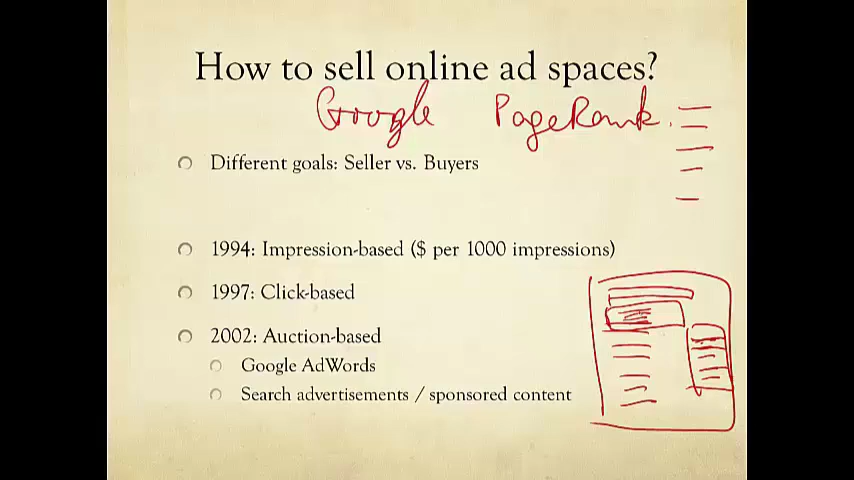 How to sell online ad spaces?
Google PageRank.
Different goals: Seller vs. Buyers
1994: Impression-based ($ per 1000 impressions)
1997: Click-based
2002: Auction-based
Google AdWords
Search advertisements / sponsored content